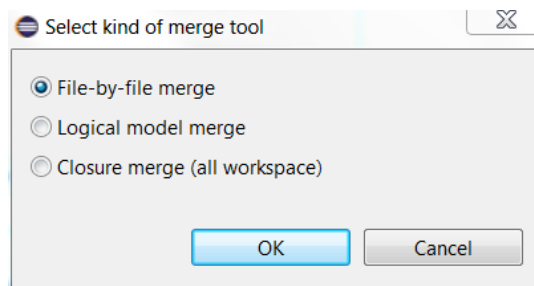 Select kind of merge tool
File-by-file merge
Logical model merge
Closure merge (all workspace)
OK Cancel